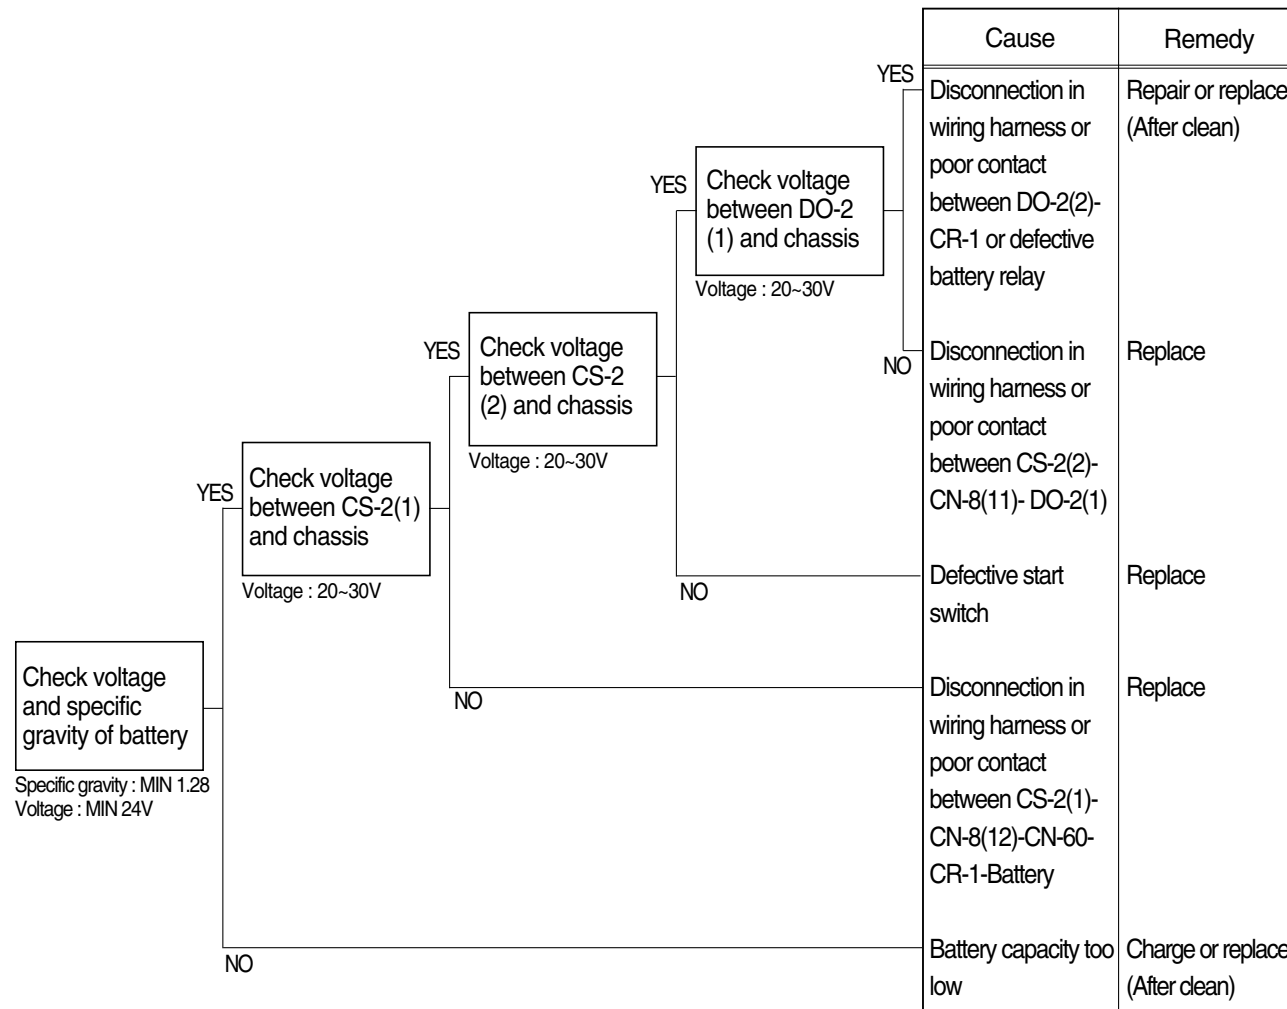 Cause
Remedy
YES
Disconnection in
wiring harness or
poor contact
between DO-2(2)-
CR-1 or defective
battery relay
Repair or replace
(After clean)
YES
Check voltage
between DO-2
(1) and chassis
Voltage : 20~30V
NO
Disconnection in
wiring harness or
poor contact
between CS-2(2)-
CN-8(11)- DO-2(1)
Replace
YES
Check voltage
between CS-2
(2) and chassis
Voltage : 20~30V
NO
Defective start
switch
Replace
YES
Check voltage
between CS-2(1)
and chassis
Voltage : 20~30V
NO
Disconnection in
wiring harness or
poor contact
between CS-2(1)-
CN-8(12)-CN-60-
CR-1-Battery
Replace
Check voltage
and specific
gravity of battery
Specific gravity : MIN 1.28
Voltage : MIN 24V
NO
Battery capacity too
low
Charge or replace
(After clean)